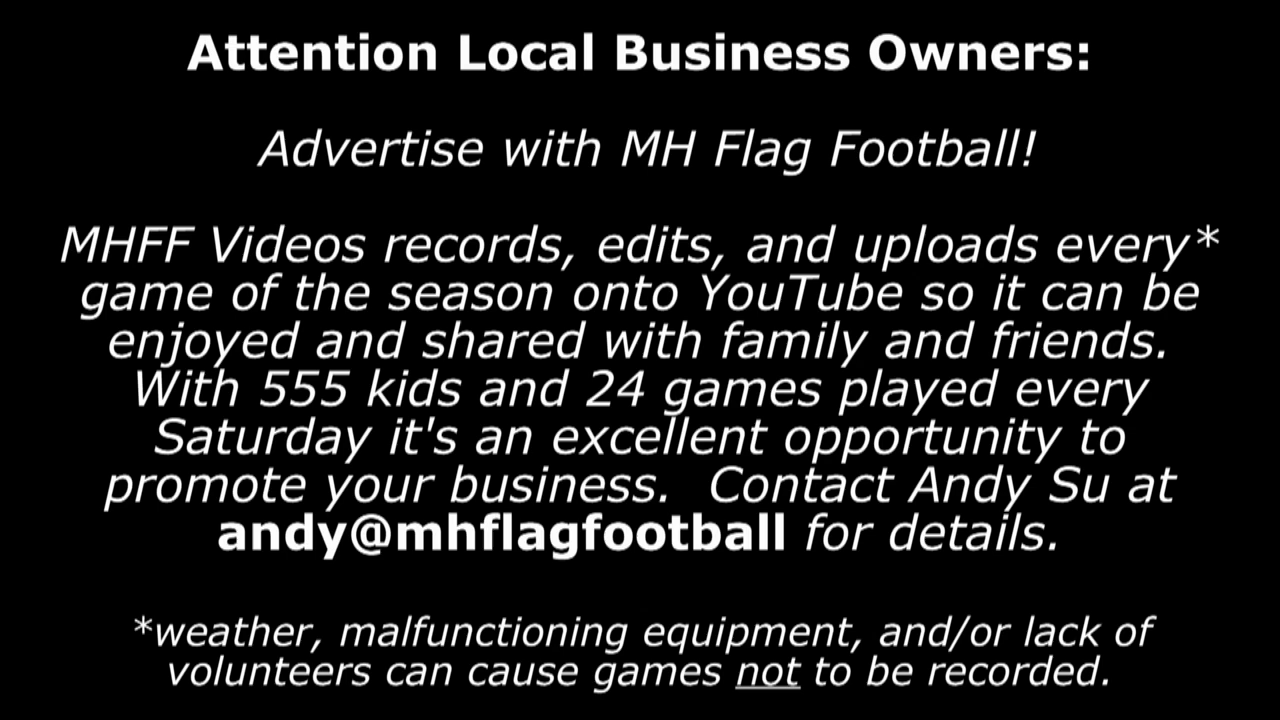 Attention Local Business Owners:
Advertise with MH Flag Football!
MHFF Videos records, edits, and uploads every*
game of the season onto YouTube so it can be
enjoyed and shared with family and friends.
With 555 kids and 24 games played every
Saturday it's an excellent opportunity to
promote your business.  Contact Andy Su at
andy@mhflagfootball for details.
*weather, malfunctioning equipment, and/or lack of
volunteers can cause games not to be recorded.